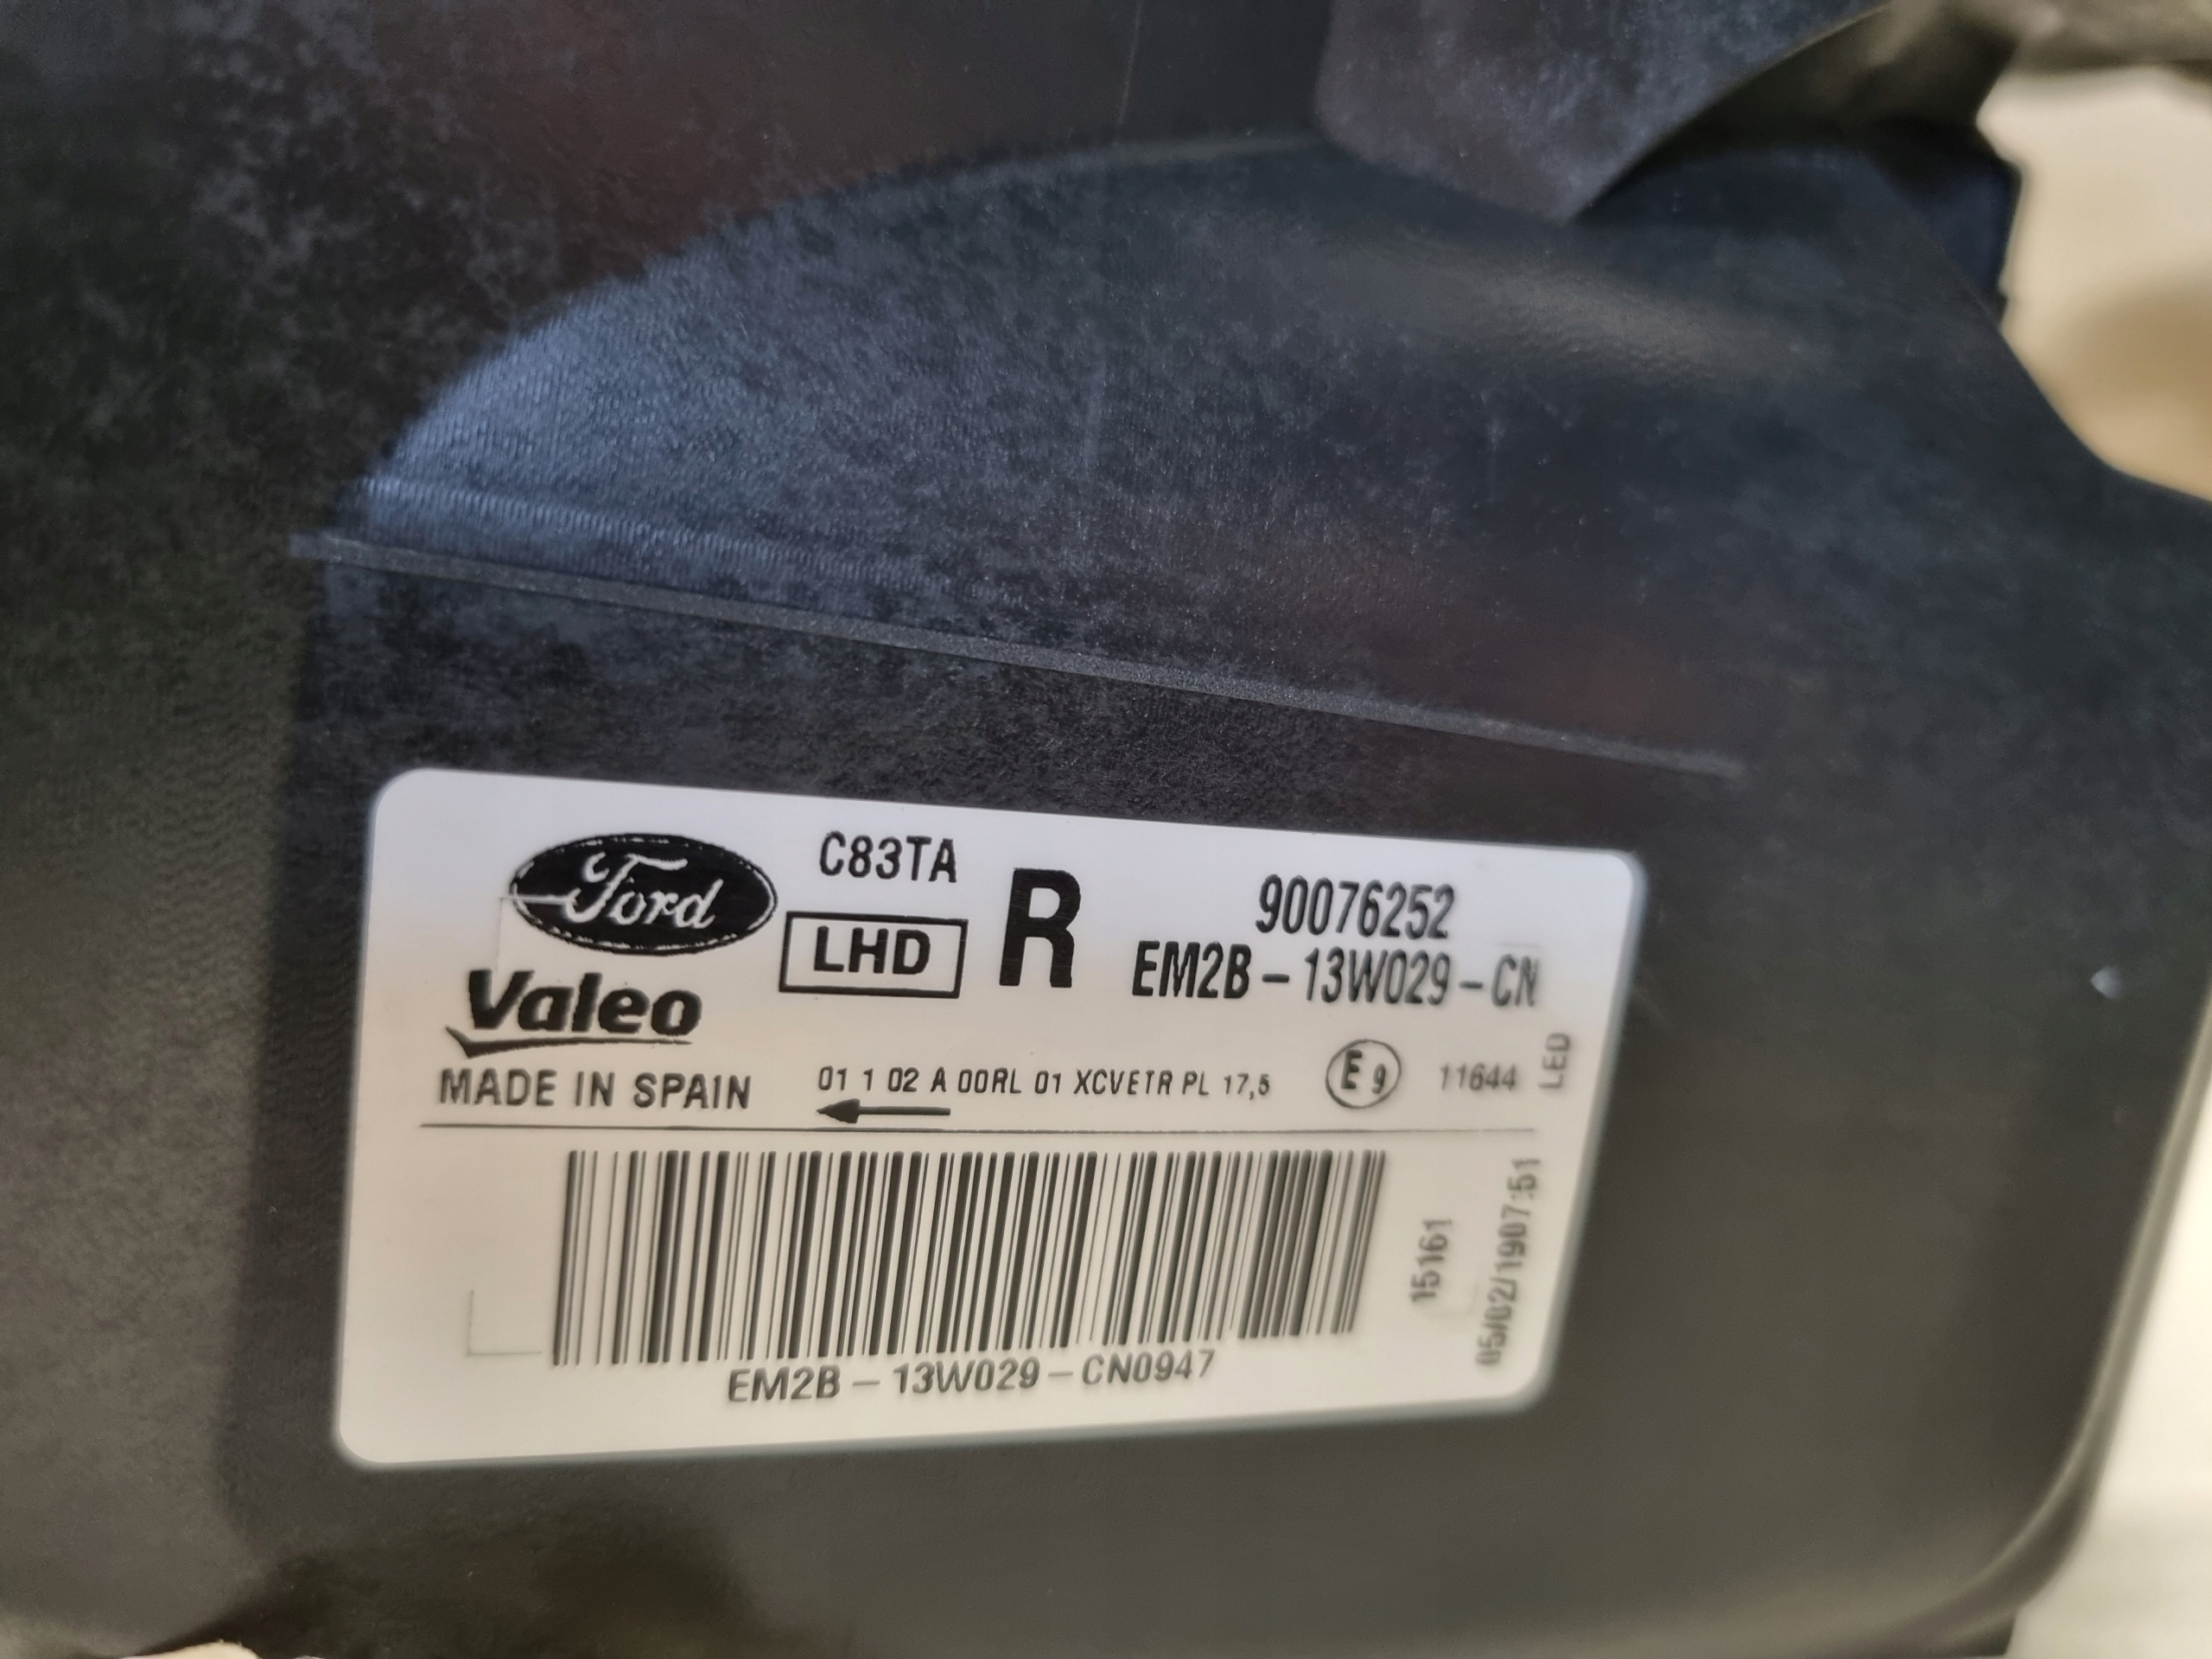 Ford
C83TA
LHD
R
90076252
EM2B-13W029-CN
Valeo
MADE IN SPAIN
01 1 02 A 00RL 01 XCVETR PL 17,5
E9
11644
LED
15161
05/02/1907:51
EM2B-13W029-CN0947